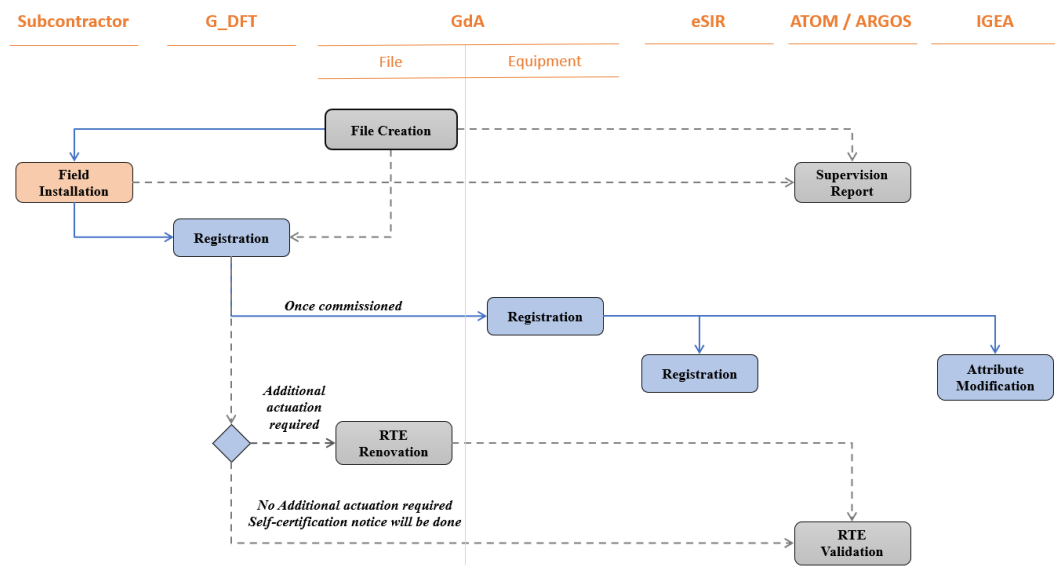 Subcontractor
G_DFT
GdA
eSIR
ATOM / ARGOS
IGEA
File
Equipment
File Creation
Field
Installation
Supervision
Report
Registration
Once commissioned
Registration
Registration
Attribute
Modification
Additional
actuation
required
RTE
Renovation
No Additional actuation required
Self-certification notice will be done
RTE
Validation